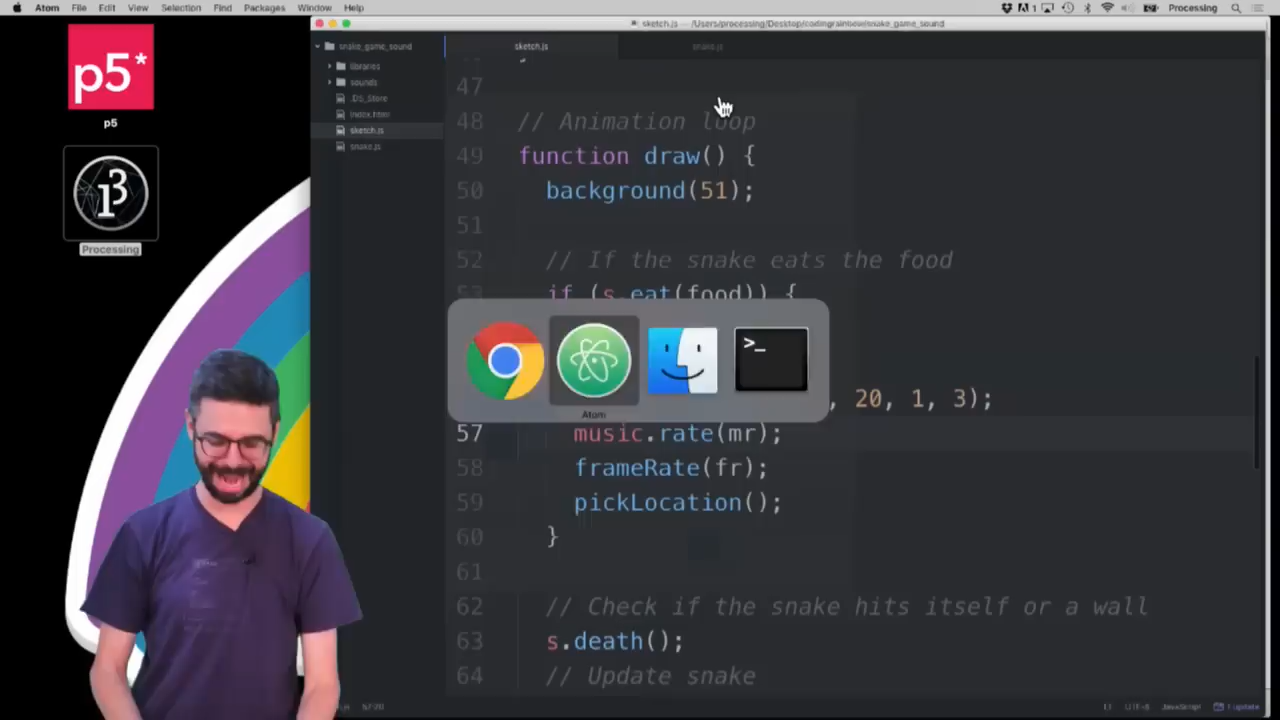 Atom File Edit View Selection Find Packages Window Help
Processing
sketch.js — /Users/processing/Desktop/codingrainbow/snake_game_sound
p5*
p5
Processing
snake_game_sound
libraries
sounds
.DS_Store
index.html
sketch.js
snake.js
sketch.js snake.js
47
48 // Animation loop
49 function draw() {
50 background(51);
51
52 // If the snake eats the food
53 if (s.eat(food)) {
, 20, 1, 3);
Atom
57 music.rate(mr);
58 frameRate(fr);
59 pickLocation();
60 }
61
62 // Check if the snake hits itself or a wall
63 s.death();
64 // Update snake
UTF-8 JavaScript 1 update